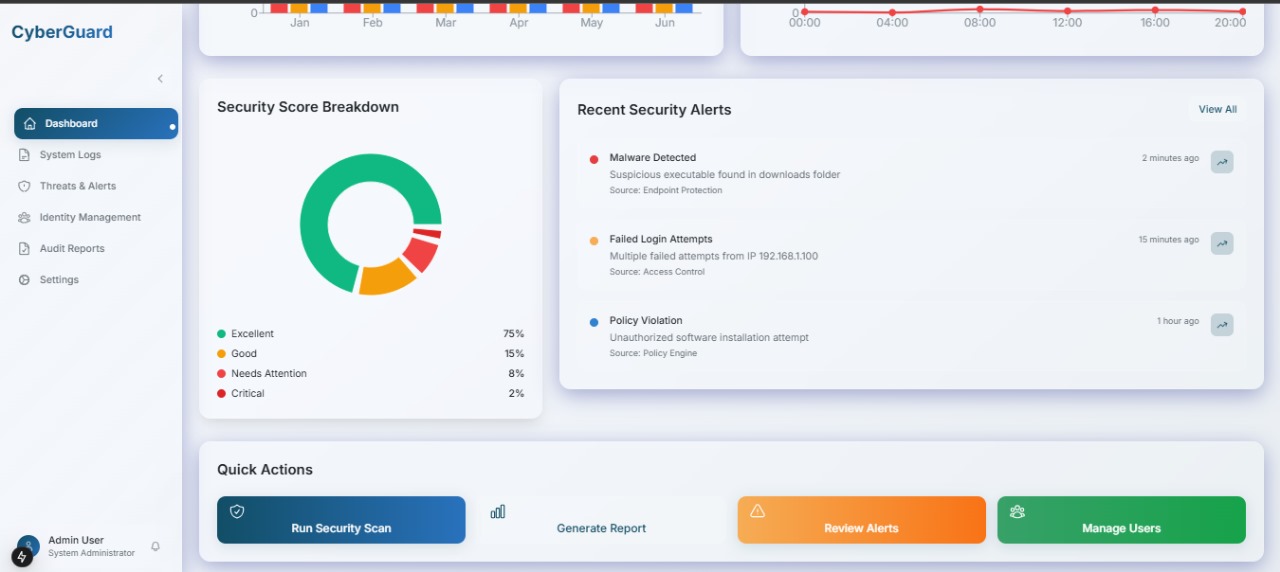 CyberGuard
Dashboard
System Logs
Threats & Alerts
Identity Management
Audit Reports
Settings
Admin User
System Administrator
0
Jan Feb Mar Apr May Jun
0
00:00 04:00 08:00 12:00 16:00 20:00
Security Score Breakdown
Excellent 75%
Good 15%
Needs Attention 8%
Critical 2%
Recent Security Alerts
View All
Malware Detected
2 minutes ago
Suspicious executable found in downloads folder
Source: Endpoint Protection
Failed Login Attempts
15 minutes ago
Multiple failed attempts from IP 192.168.1.100
Source: Access Control
Policy Violation
1 hour ago
Unauthorized software installation attempt
Source: Policy Engine
Quick Actions
Run Security Scan
Generate Report
Review Alerts
Manage Users